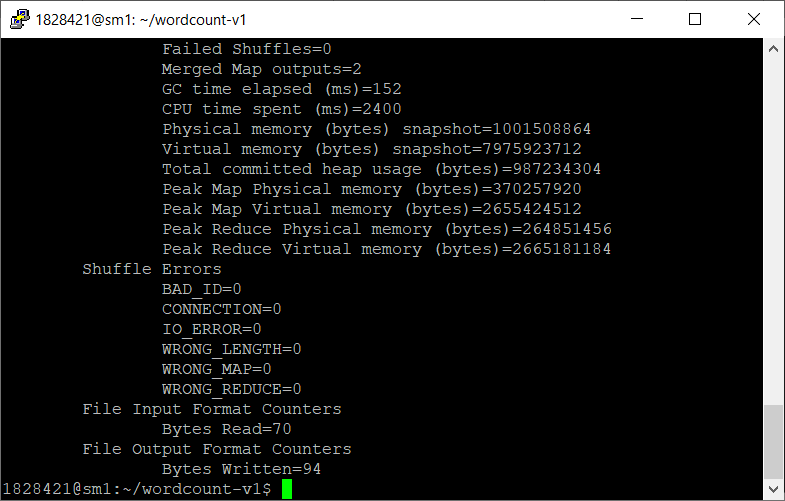 1828421@sm1: ~/wordcount-v1
Failed Shuffles=0
Merged Map outputs=2
GC time elapsed (ms)=152
CPU time spent (ms)=2400
Physical memory (bytes) snapshot=1001508864
Virtual memory (bytes) snapshot=7975923712
Total committed heap usage (bytes)=987234304
Peak Map Physical memory (bytes)=370257920
Peak Map Virtual memory (bytes)=2655424512
Peak Reduce Physical memory (bytes)=264851456
Peak Reduce Virtual memory (bytes)=2665181184
Shuffle Errors
BAD_ID=0
CONNECTION=0
IO_ERROR=0
WRONG_LENGTH=0
WRONG_MAP=0
WRONG_REDUCE=0
File Input Format Counters
Bytes Read=70
File Output Format Counters
Bytes Written=94
1828421@sm1:~/wordcount-v1$